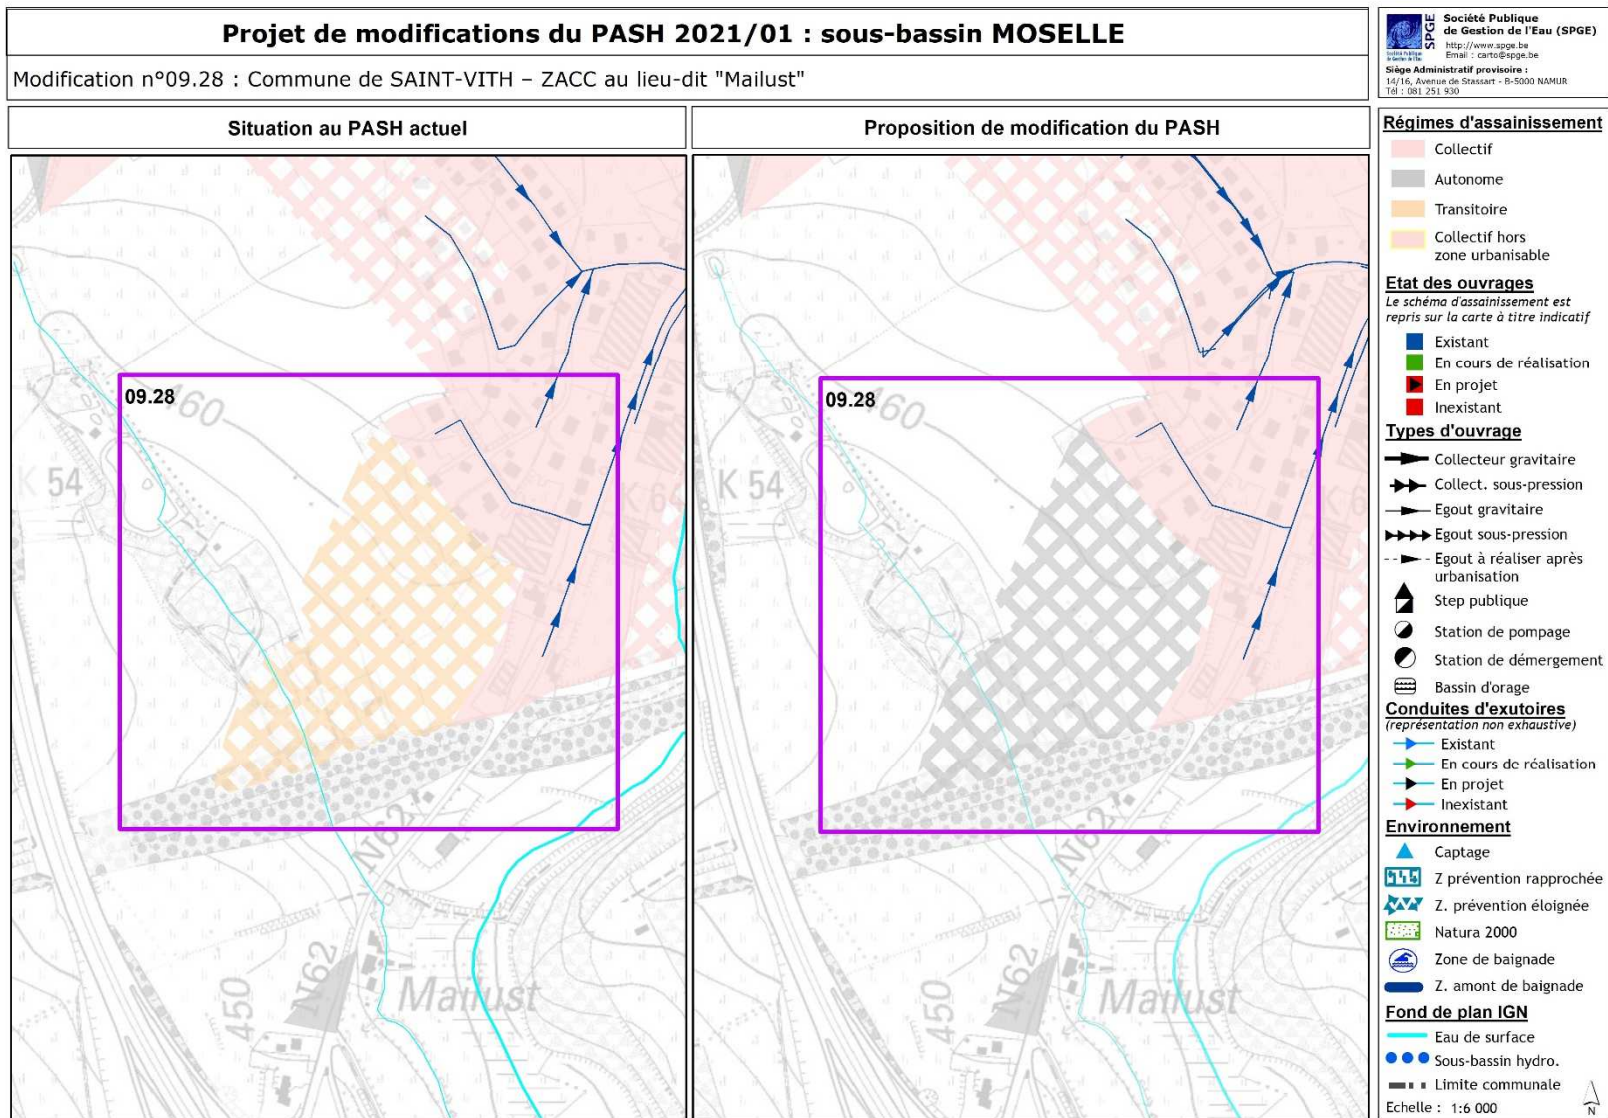 Projet de modifications du PASH 2021/01 : sous-bassin MOSELLE
Modification n°09.28 : Commune de SAINT-VITH – ZACC au lieu-dit "Mailust"
SPGE
Société Publique
de Gestion de l'Eau (SPGE)
http://www.spge.be
Email : carto@spge.be
Siège Administratif provisoire :
14/16, Avenue de Stassart - B-5000 NAMUR
Tél : 081 251 930
Situation au PASH actuel
09.28
460
K 54
N62
N62
450
Mailust
Proposition de modification du PASH
09.28
460
K 54
N62
N62
450
Mailust
Régimes d'assainissement
Collectif
Autonome
Transitoire
Collectif hors
zone urbanisable
Etat des ouvrages
Le schéma d'assainissement est
repris sur la carte à titre indicatif
Existant
En cours de réalisation
En projet
Inexistant
Types d'ouvrage
Collecteur gravitaire
Collect. sous-pression
Egout gravitaire
Egout sous-pression
Egout à réaliser après
urbanisation
Step publique
Station de pompage
Station de démergement
Bassin d'orage
Conduites d'exutoires
(représentation non exhaustive)
Existant
En cours de réalisation
En projet
Inexistant
Environnement
Captage
Z prévention rapprochée
Z. prévention éloignée
Natura 2000
Zone de baignade
Z. amont de baignade
Fond de plan IGN
Eau de surface
Sous-bassin hydro.
Limite communale
Echelle : 1:6 000
N